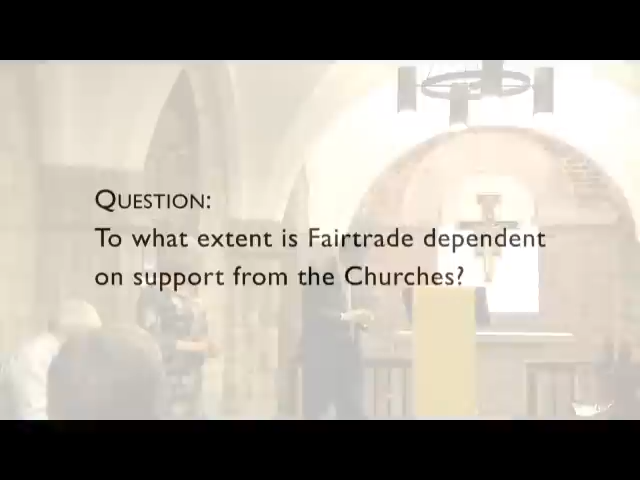 QUESTION:
To what extent is Fairtrade dependent
on support from the Churches?